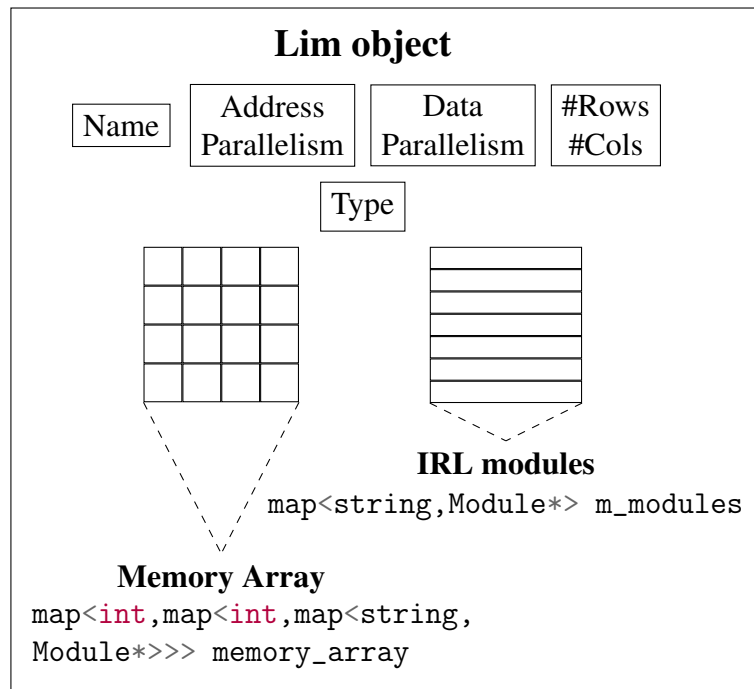 Lim object
Name
Address
Parallelism
Data
Parallelism
#Rows
#Cols
Type
IRL modules
map<string,Module*> m_modules
Memory Array
map<int,map<int,map<string,
Module*>>> memory_array